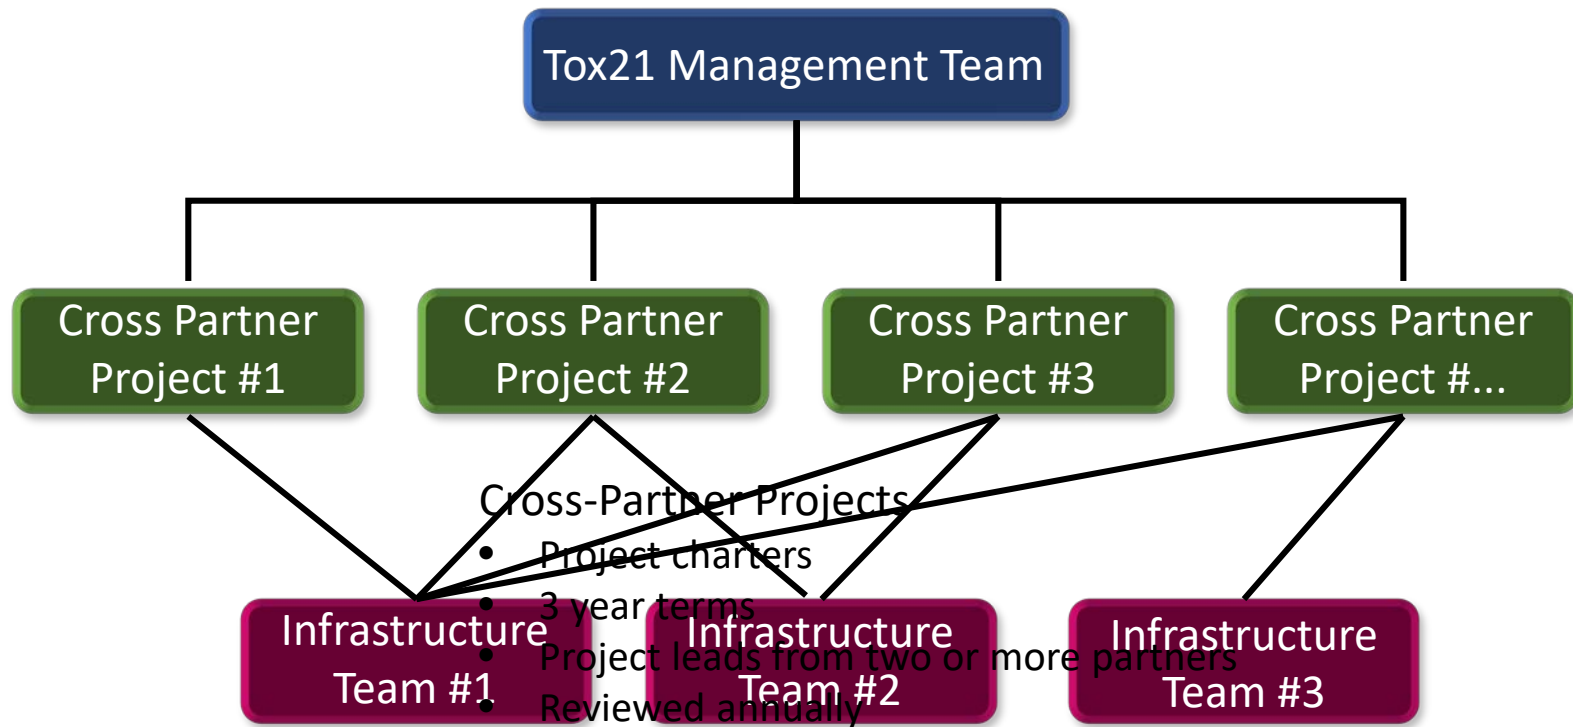 Tox21 Management Team
Cross Partner
Project #1
Cross Partner
Project #2
Cross Partner
Project #3
Cross Partner
Project #...
Cross-Partner Projects
• Project charters
• 3 year terms
• Project leads from two or more partners
• Reviewed annually
Infrastructure
Team #1
Infrastructure
Team #2
Infrastructure
Team #3